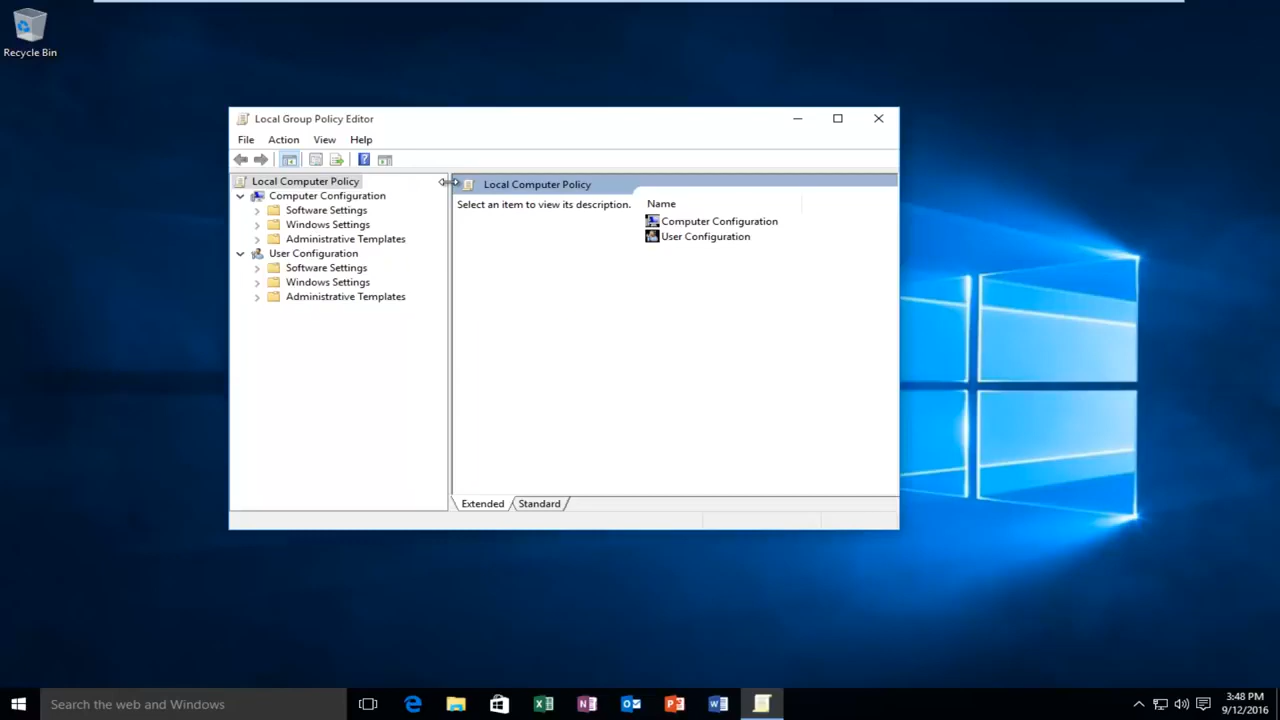 Recycle Bin
Local Group Policy Editor
File Action View Help
Local Computer Policy
Computer Configuration
Software Settings
Windows Settings
Administrative Templates
User Configuration
Software Settings
Windows Settings
Administrative Templates
Local Computer Policy
Select an item to view its description.
Name
Computer Configuration
User Configuration
Extended Standard
Search the web and Windows
3:48 PM
9/12/2016